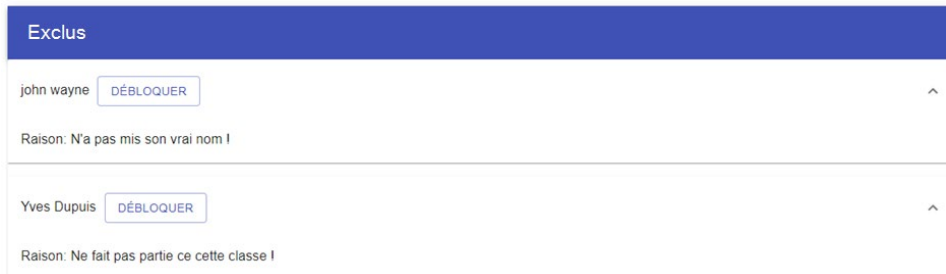 Exclus
john wayne DÉBLOQUER
Raison: N'a pas mis son vrai nom !
Yves Dupuis DÉBLOQUER
Raison: Ne fait pas partie ce cette classe !